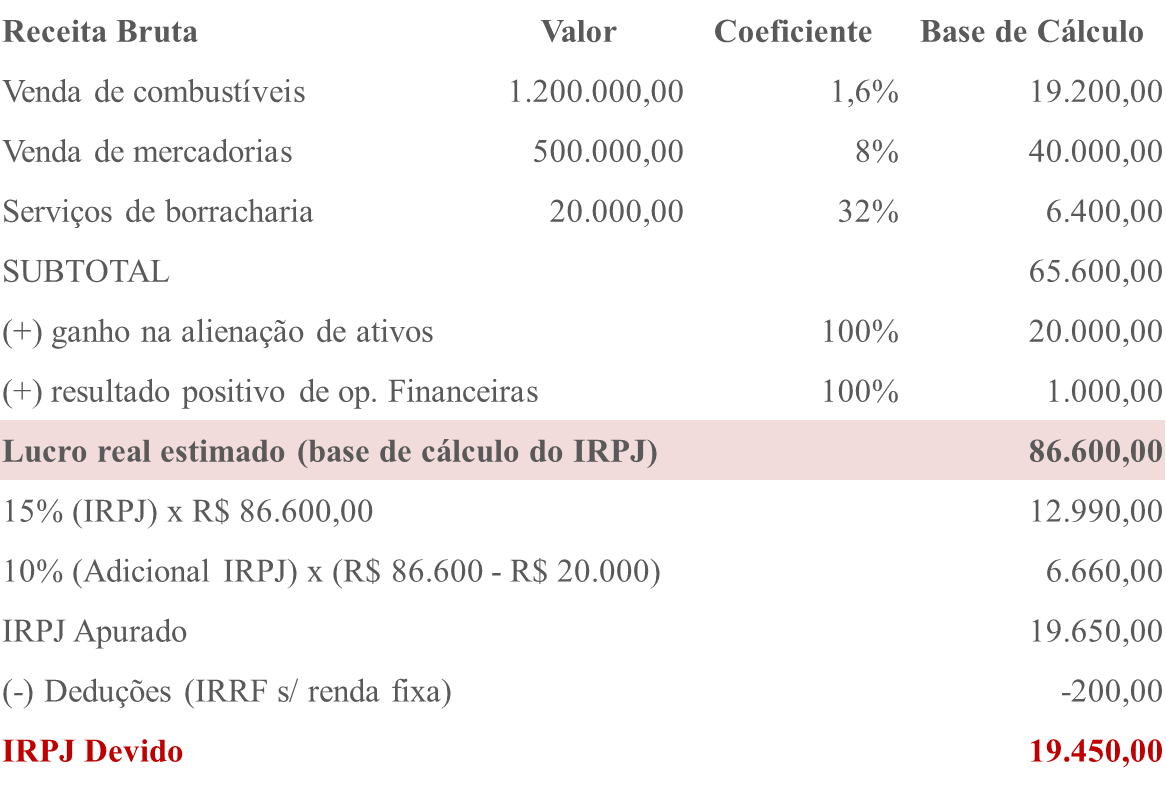 Receita Bruta Valor Coeficiente Base de Cálculo
Venda de combustíveis 1.200.000,00 1,6% 19.200,00
Venda de mercadorias 500.000,00 8% 40.000,00
Serviços de borracharia 20.000,00 32% 6.400,00
SUBTOTAL 65.600,00
(+) ganho na alienação de ativos 100% 20.000,00
(+) resultado positivo de op. Financeiras 100% 1.000,00
Lucro real estimado (base de cálculo do IRPJ) 86.600,00
15% (IRPJ) x R$ 86.600,00 12.990,00
10% (Adicional IRPJ) x (R$ 86.600 - R$ 20.000) 6.660,00
IRPJ Apurado 19.650,00
(-) Deduções (IRRF s/ renda fixa) -200,00
IRPJ Devido 19.450,00